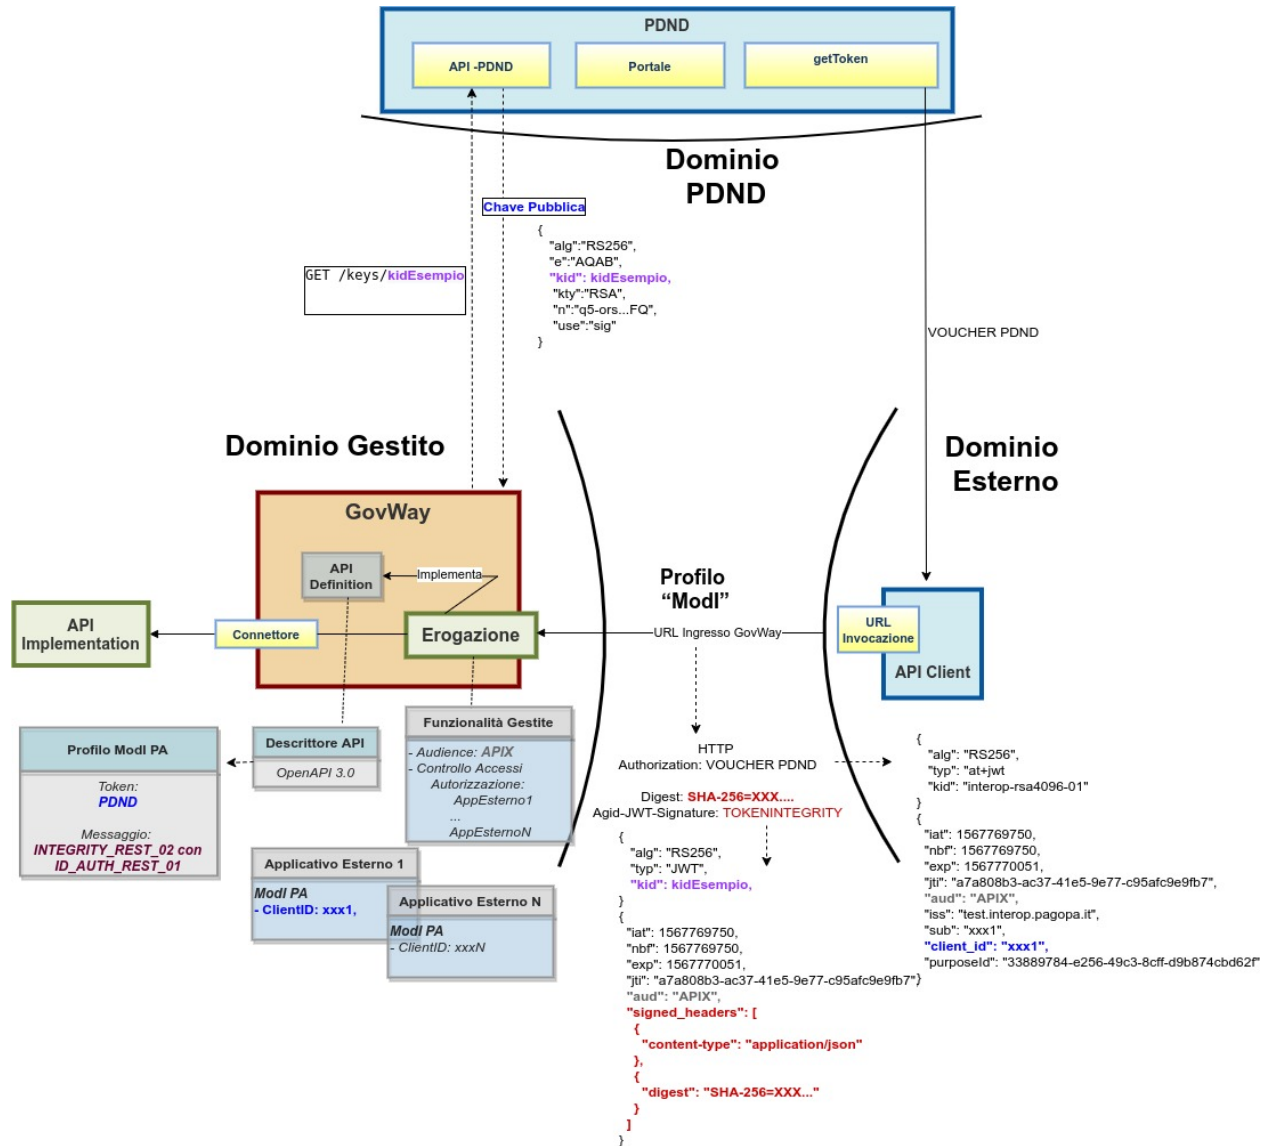 PDND
API -PDND
Portale
getToken
Dominio
PDND
Chave Pubblica
{
"alg":"RS256",
"e":"AQAB",
"kid": kidEsempio,
"kty":"RSA",
"n":"q5-ors...FQ",
"use":"sig"
}
GET /keys/kidEsempio
VOUCHER PDND
Dominio Gestito
Dominio
Esterno
GovWay
API
Definition
Implementa
Profilo
“ModI”
API
Implementation
Connettore
Erogazione
URL Ingresso GovWay
URL
Invocazione
API Client
Profilo ModI PA
Token:
PDND
Messaggio:
INTEGRITY_REST_02 con
ID_AUTH_REST_01
Descrittore API
OpenAPI 3.0
Funzionalità Gestite
- Audience: APIX
- Controllo Accessi
Autorizzazione:
AppEsterno1
...
AppEsternoN
Applicativo Esterno 1
ModI PA
- ClientID: xxx1,
Applicativo Esterno N
ModI PA
- ClientID: xxxN
HTTP
Authorization: VOUCHER PDND
Digest: SHA-256=XXX....
Agid-JWT-Signature: TOKENINTEGRITY
{
"alg": "RS256",
"typ": "JWT",
"kid": kidEsempio,
}
{
"iat": 1567769750,
"nbf": 1567769750,
"exp": 1567770051,
"jti": "a7a808b3-ac37-41e5-9e77-c95afc9e9fb7"
"aud": "APIX",
"signed_headers": [
{
"content-type": "application/json"
},
{
"digest": "SHA-256=XXX..."
}
]
}
{
"alg": "RS256",
"typ": "at+jwt
"kid": "interop-rsa4096-01"
}
{
"iat": 1567769750,
"nbf": 1567769750,
"exp": 1567770051,
"jti": "a7a808b3-ac37-41e5-9e77-c95afc9e9fb7",
"aud": "APIX",
"iss": "test.interop.pagopa.it",
"sub": "xxx1",
"client_id": "xxx1",
"purposeId": "33889784-e256-49c3-8cff-d9b874cbd62f"
}